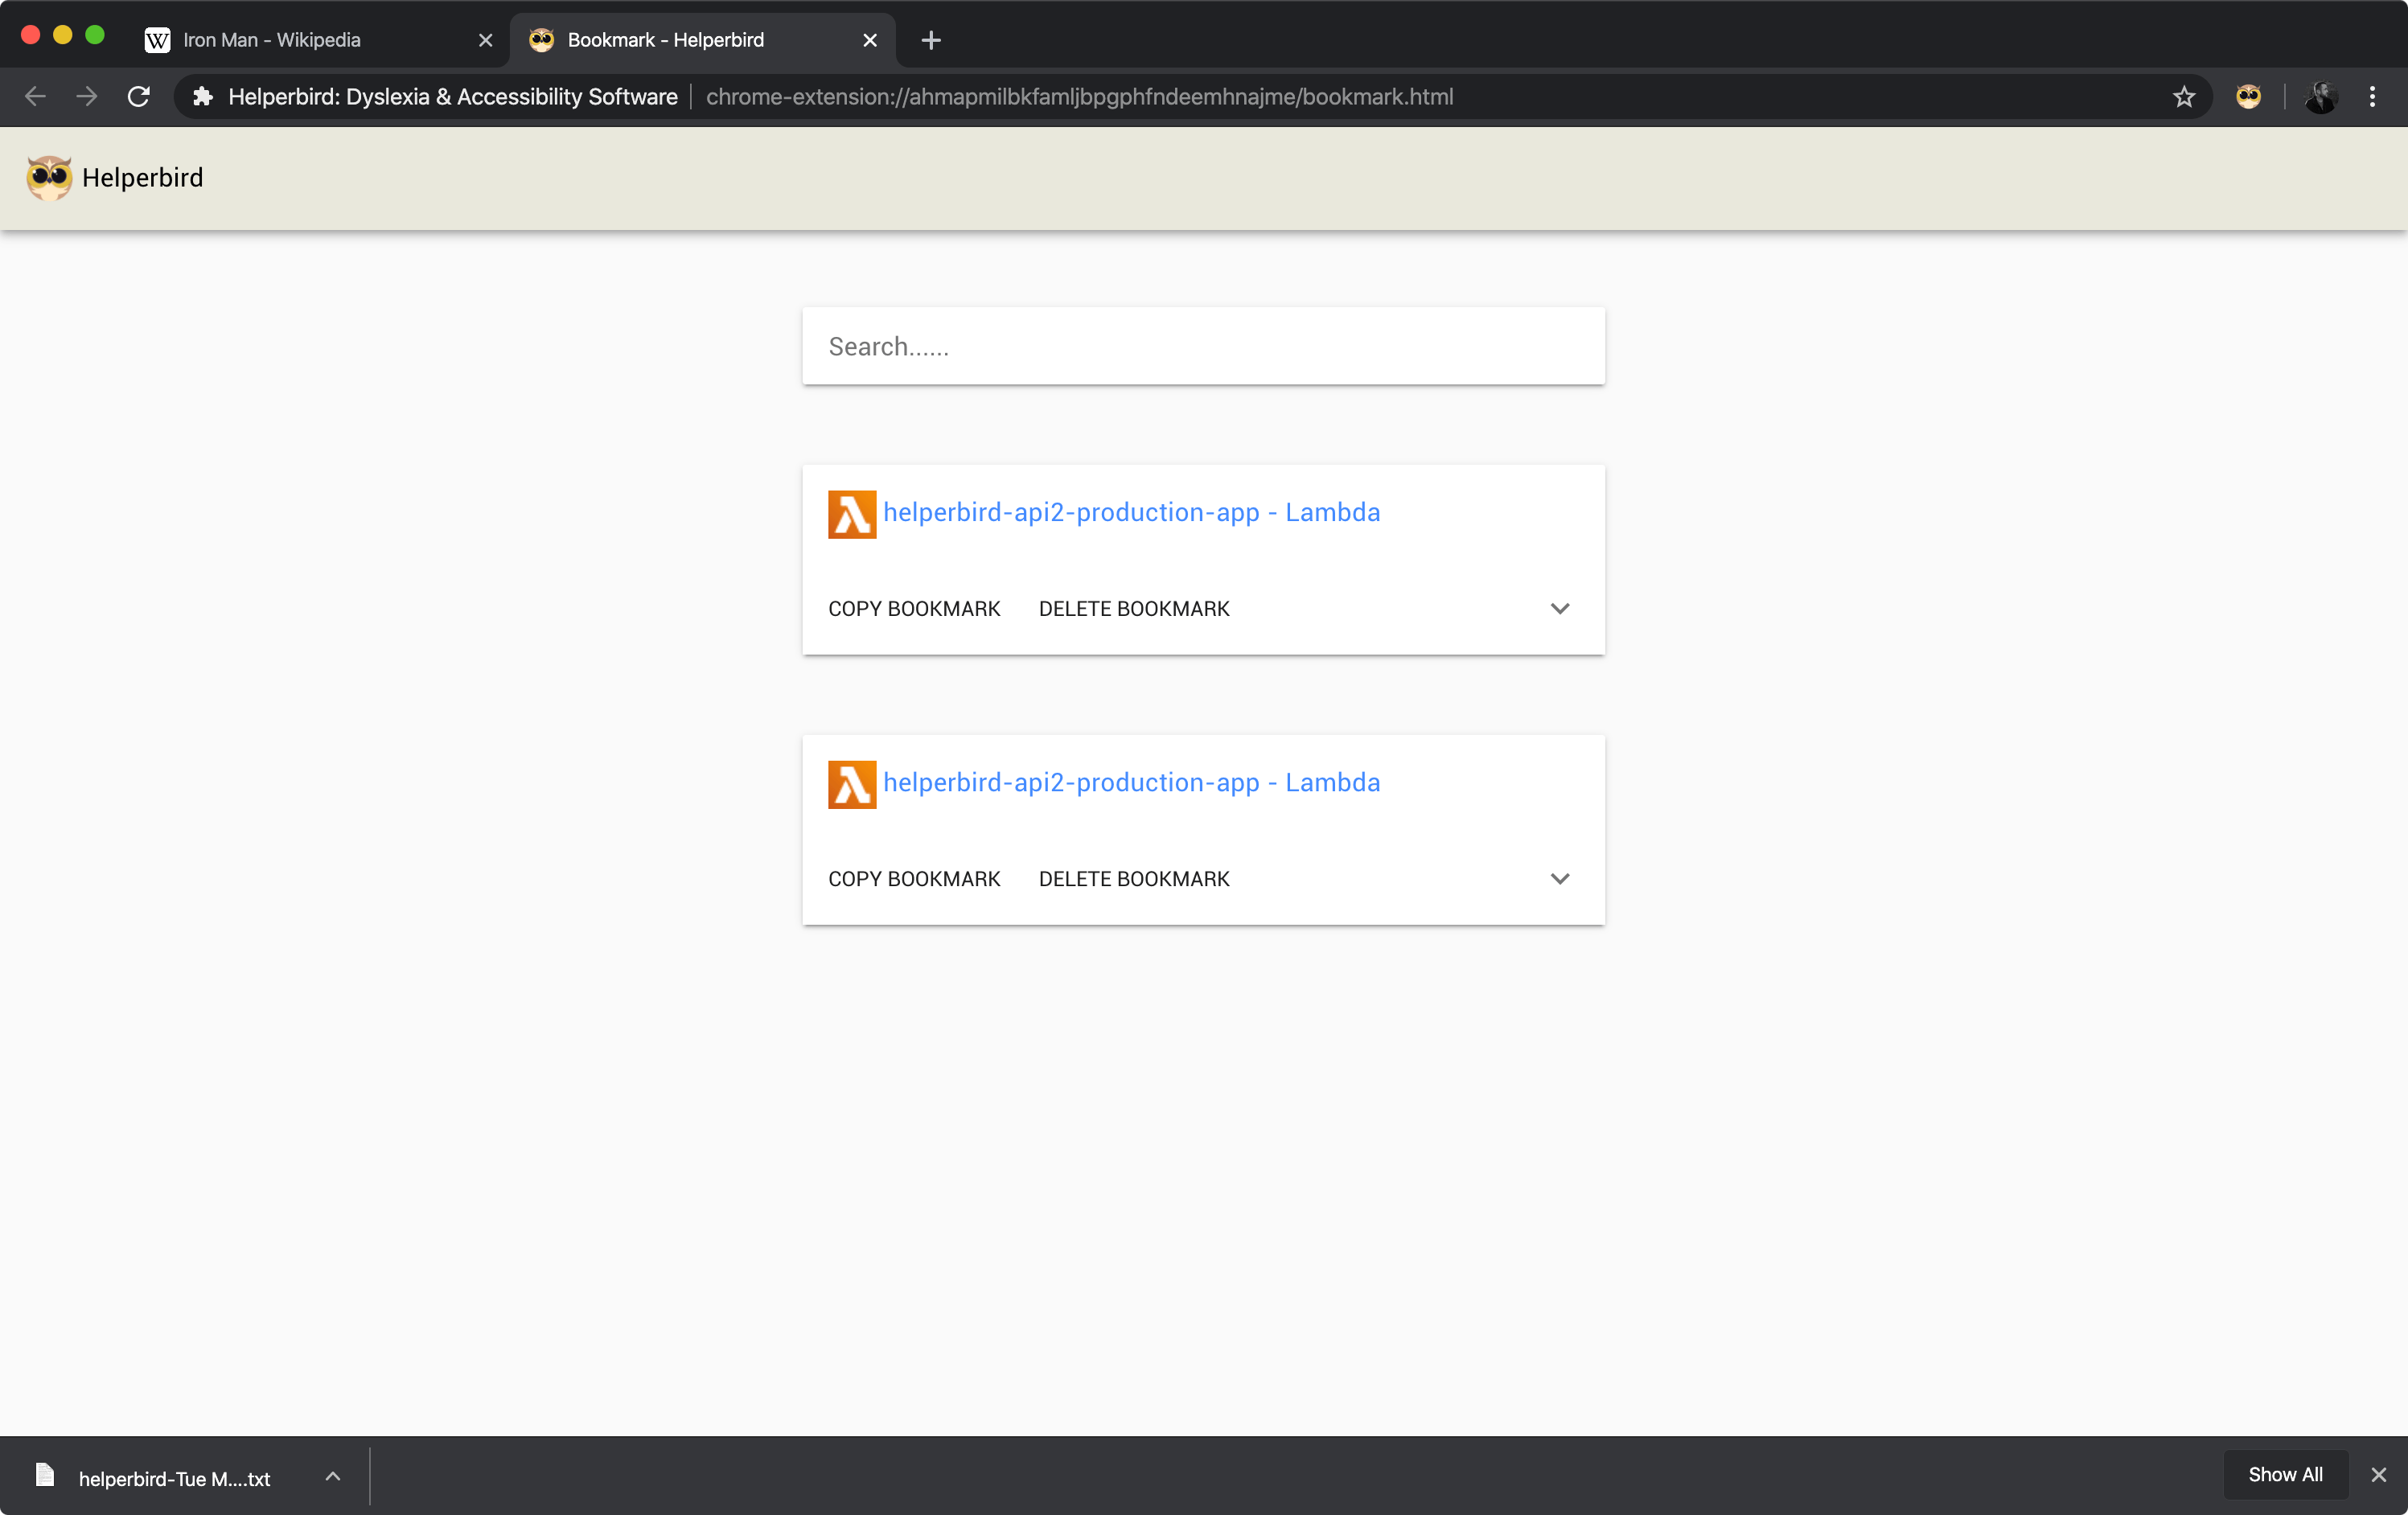 Iron Man - Wikipedia
Bookmark - Helperbird
Helperbird: Dyslexia & Accessibility Software
chrome-extension://ahmapmilbkfamljbpgphfndeemhnajme/bookmark.html
Helperbird
Search......
helperbird-api2-production-app - Lambda
COPY BOOKMARK DELETE BOOKMARK
helperbird-api2-production-app - Lambda
COPY BOOKMARK DELETE BOOKMARK
helperbird-Tue M....txt
Show All